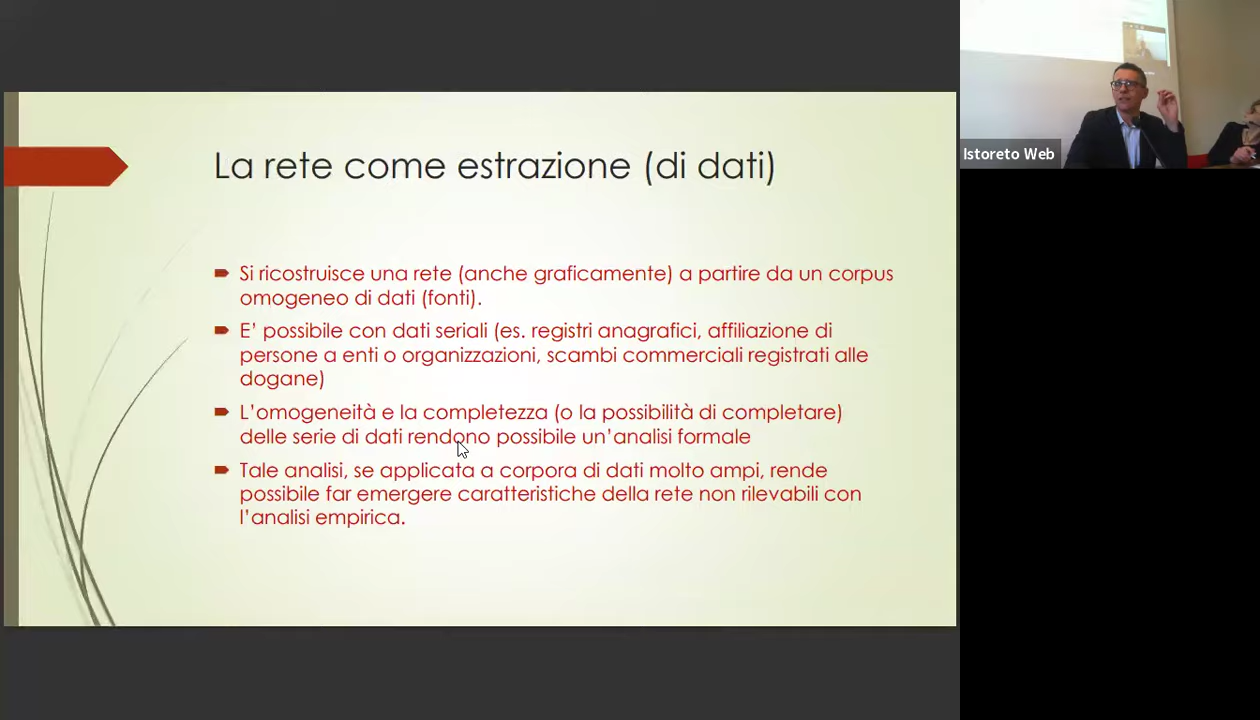 La rete come estrazione (di dati)
Si ricostruisce una rete (anche graficamente) a partire da un corpus
omogeneo di dati (fonti).
E' possibile con dati seriali (es. registri anagrafici, affiliazione di
persone a enti o organizzazioni, scambi commerciali registrati alle
dogane)
L'omogeneità e la completezza (o la possibilità di completare)
delle serie di dati rendono possibile un'analisi formale
Tale analisi, se applicata a corpora di dati molto ampi, rende
possibile far emergere caratteristiche della rete non rilevabili con
l'analisi empirica.
Istoreto Web